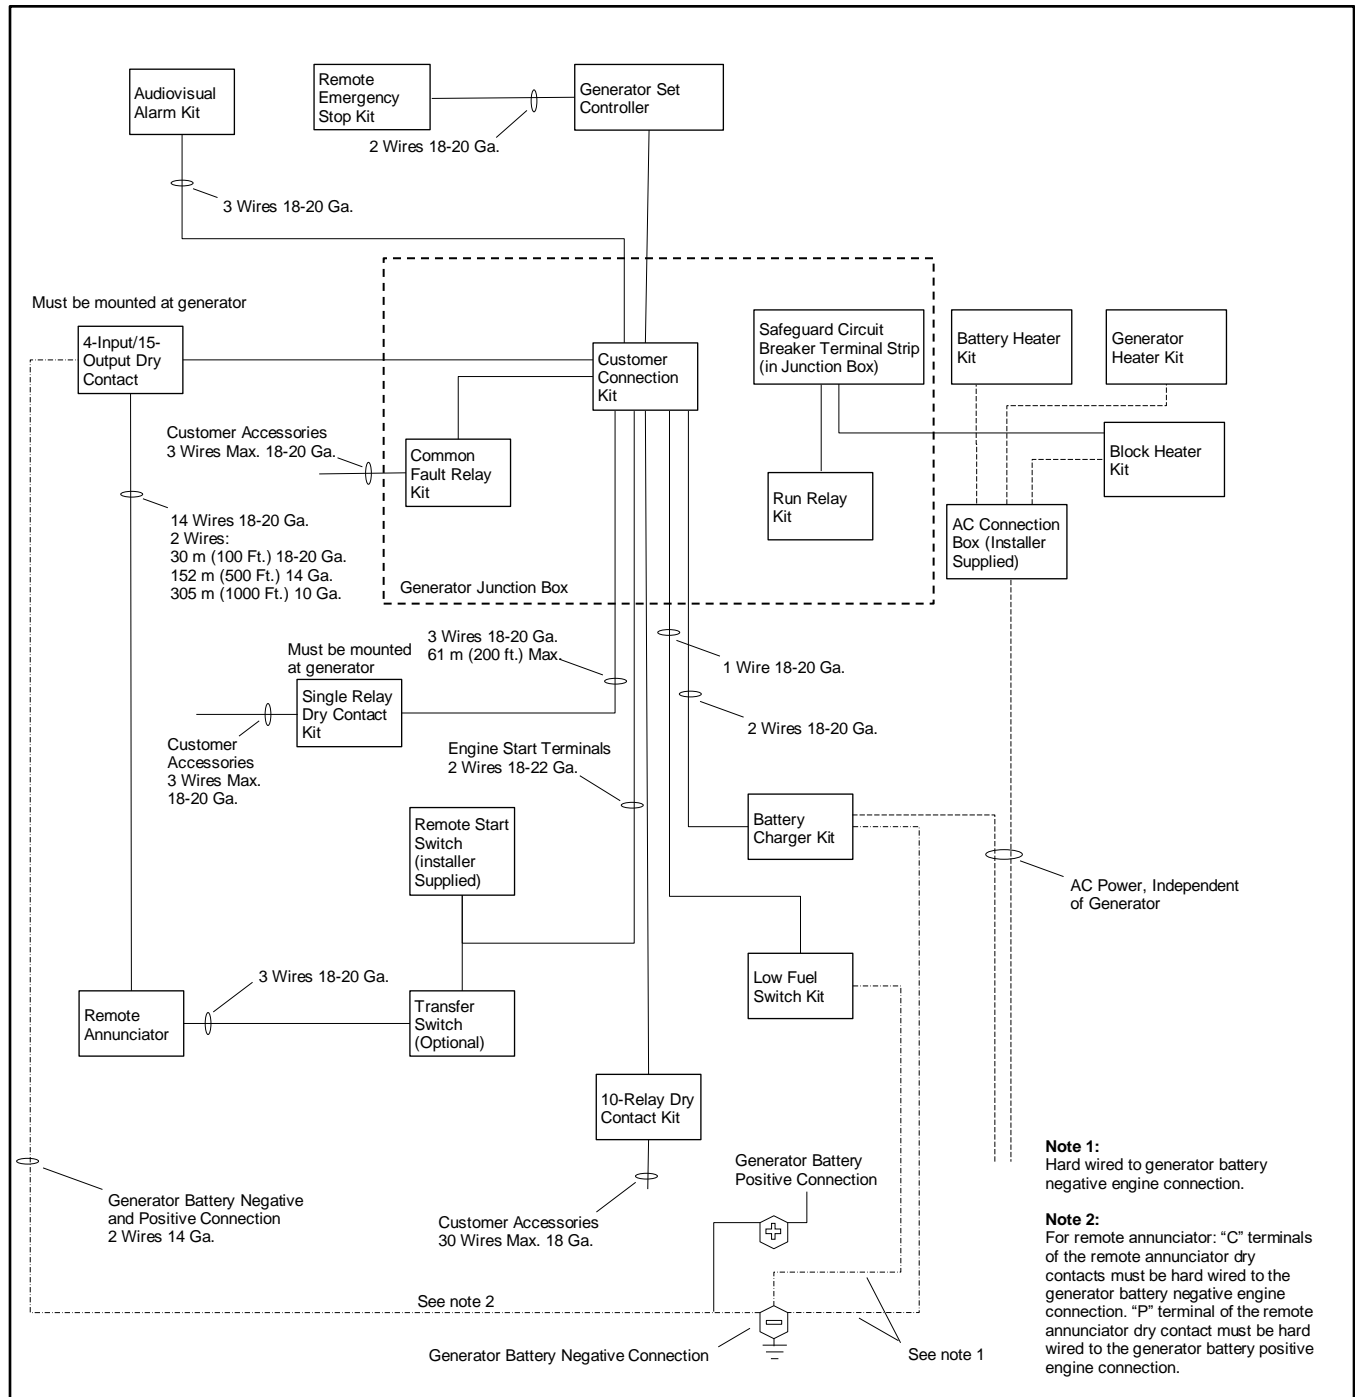 Audiovisual
Alarm Kit
Remote
Emergency
Stop Kit
Generator Set
Controller
2 Wires 18-20 Ga.
3 Wires 18-20 Ga.
Must be mounted at generator
4-Input/15-
Output Dry
Contact
Customer
Connection
Kit
Safeguard Circuit
Breaker Terminal Strip
(in Junction Box)
Battery Heater
Kit
Generator
Heater Kit
Customer Accessories
3 Wires Max. 18-20 Ga.
Common
Fault Relay
Kit
Run Relay
Kit
Block Heater
Kit
AC Connection
Box (Installer
Supplied)
14 Wires 18-20 Ga.
2 Wires:
30 m (100 Ft.) 18-20 Ga.
152 m (500 Ft.) 14 Ga.
305 m (1000 Ft.) 10 Ga.
Generator Junction Box
3 Wires 18-20 Ga.
61 m (200 ft.) Max.
Must be mounted
at generator
Single Relay
Dry Contact
Kit
1 Wire 18-20 Ga.
2 Wires 18-20 Ga.
Customer
Accessories
3 Wires Max.
18-20 Ga.
Engine Start Terminals
2 Wires 18-22 Ga.
Remote Start
Switch
(installer
Supplied)
Battery
Charger Kit
AC Power, Independent
of Generator
3 Wires 18-20 Ga.
Low Fuel
Switch Kit
Remote
Annunciator
Transfer
Switch
(Optional)
10-Relay Dry
Contact Kit
Generator Battery
Positive Connection
Generator Battery Negative
and Positive Connection
2 Wires 14 Ga.
Customer Accessories
30 Wires Max. 18 Ga.
See note 2
Generator Battery Negative Connection
See note 1
Note 1:
Hard wired to generator battery
negative engine connection.
Note 2:
For remote annunciator: “C” terminals
of the remote annunciator dry
contacts must be hard wired to the
generator battery negative engine
connection. “P” terminal of the remote
annunciator dry contact must be hard
wired to the generator battery positive
engine connection.